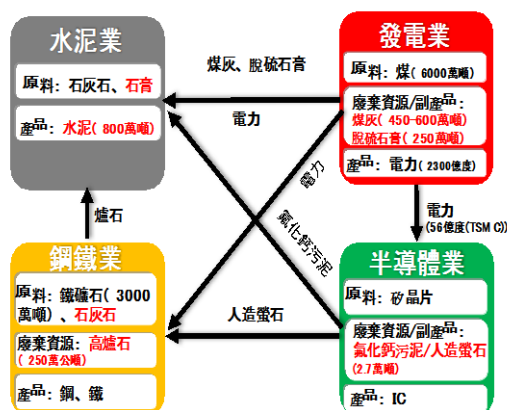 水泥業
原料: 石灰石、石膏
產品: 水泥( 800萬噸)
發電業
原料: 煤(6000萬噸)
廢棄資源/副產品:
煤灰( 450-600萬噸)
脫硫石膏( 250萬噸)
產品: 電力( 2300億度)
煤灰、脫硫石膏
電力
電力
氟化鈣污泥
爐石
電力
(56億度(TSMC))
鋼鐵業
原料: 鐵礦石( 3000
萬噸)、石灰石
廢棄資源: 高爐石
( 250萬公噸)
產品: 鋼、鐵
人造螢石
半導體業
原料: 矽晶片
廢棄資源/副產品:
氟化鈣污泥/人造螢石
(2.7萬噸)
產品: IC